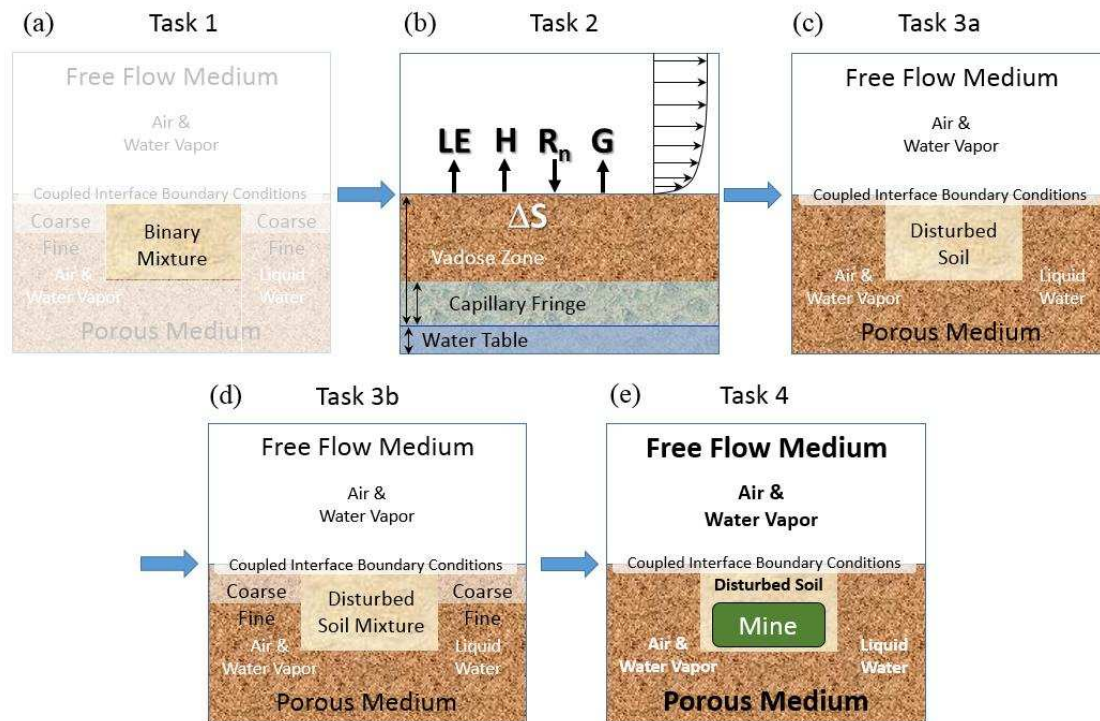 (a) Task 1
Free Flow Medium
Air &
Water Vapor
Coupled Interface Boundary Conditions
Coarse
Fine
Binary
Mixture
Coarse
Fine
Air &
Water Vapor
Liquid
Water
Porous Medium
(b) Task 2
LE H Rn G
ΔS
Vadose Zone
Capillary Fringe
Water Table
(c) Task 3a
Free Flow Medium
Air &
Water Vapor
Coupled Interface Boundary Conditions
Disturbed
Soil
Air &
Water Vapor
Liquid
Water
Porous Medium
(d) Task 3b
Free Flow Medium
Air &
Water Vapor
Coupled Interface Boundary Conditions
Coarse
Fine
Disturbed
Soil Mixture
Coarse
Fine
Air &
Water Vapor
Liquid
Water
Porous Medium
(e) Task 4
Free Flow Medium
Air &
Water Vapor
Coupled Interface Boundary Conditions
Disturbed Soil
Mine
Air &
Water Vapor
Liquid
Water
Porous Medium